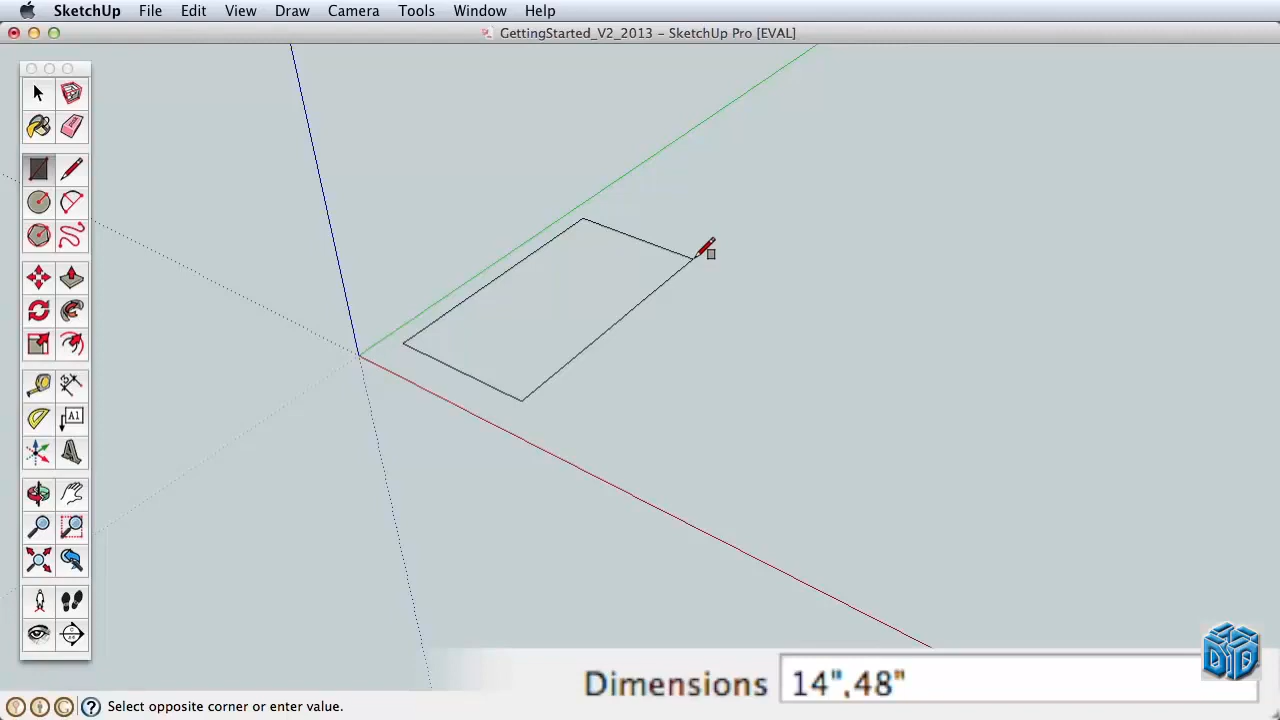 SketchUp File Edit View Draw Camera Tools Window Help
GettingStarted_V2_2013 – SketchUp Pro [EVAL]
A1
Dimensions 14",48"
Select opposite corner or enter value.